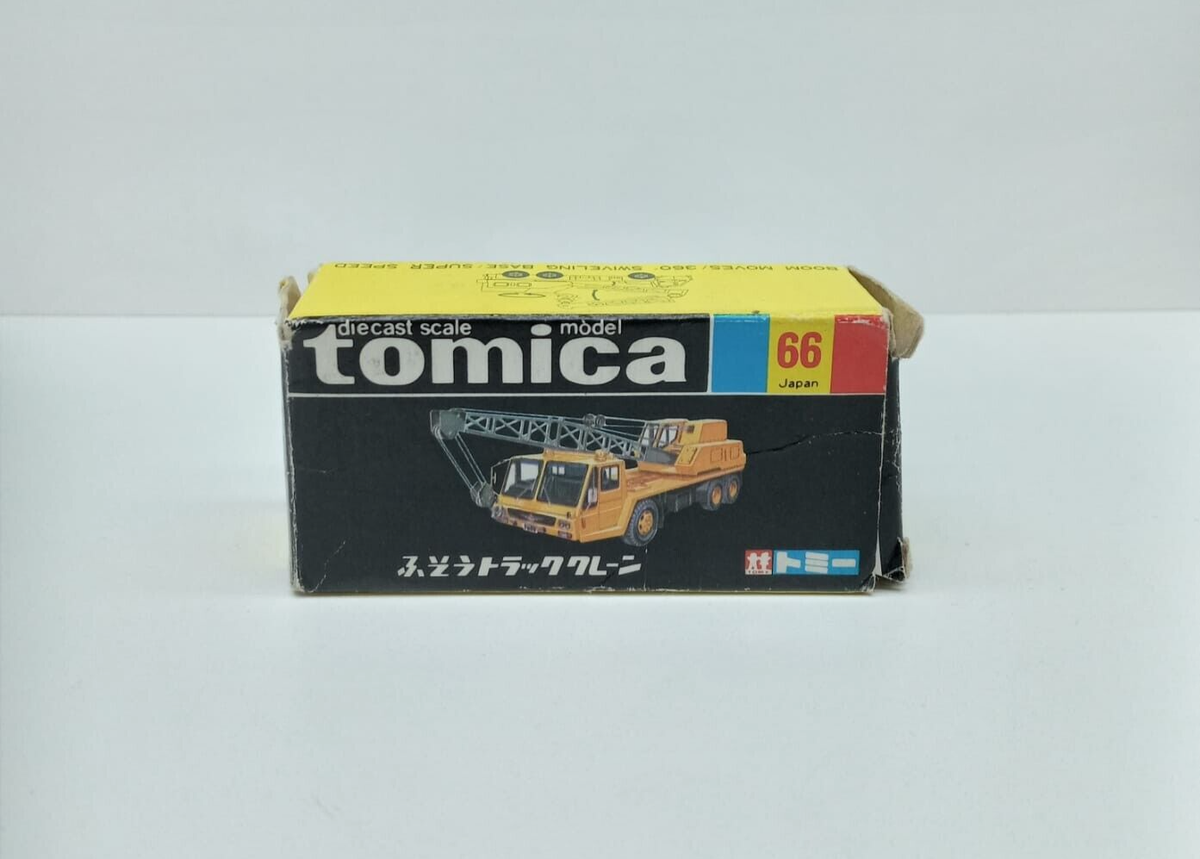 BOOM MOVES/360° SWIVELING BASE/SUPER SPEED
diecast scale model
tomica
66
Japan
ふそうトラッククレーン
TOMY
トミー